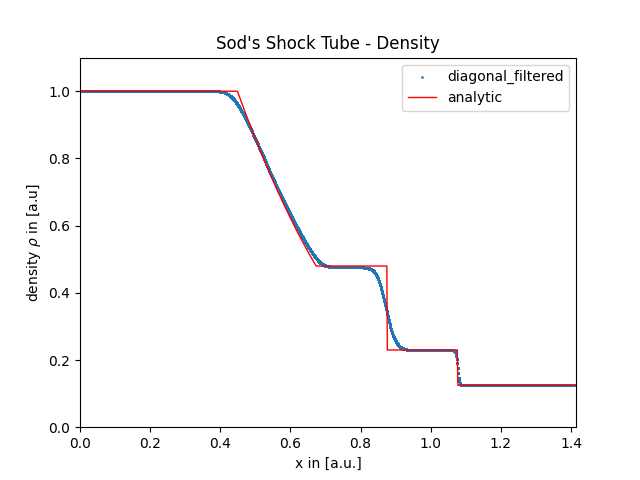 Sod's Shock Tube - Density
diagonal_filtered
analytic
density ρ in [a.u]
1.0
0.8
0.6
0.4
0.2
0.0
0.0 0.2 0.4 0.6 0.8 1.0 1.2 1.4
x in [a.u.]